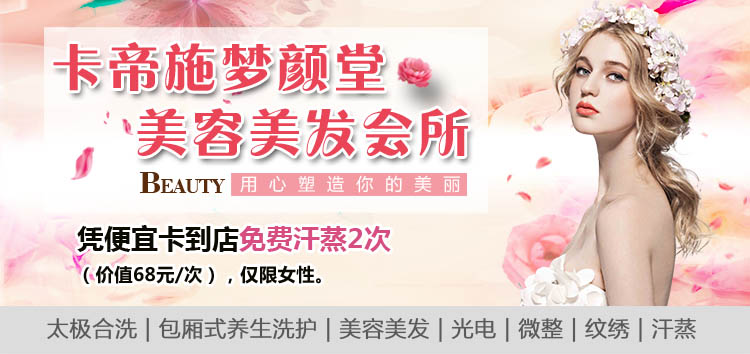 卡帝施梦颜堂
美容美发会所
BEAUTY 用心塑造你的美丽
凭便宜卡到店免费汗蒸2次
（价值68元/次），仅限女性。
太极合洗 | 包厢式养生洗护 | 美容美发 | 光电 | 微整 | 纹绣 | 汗蒸